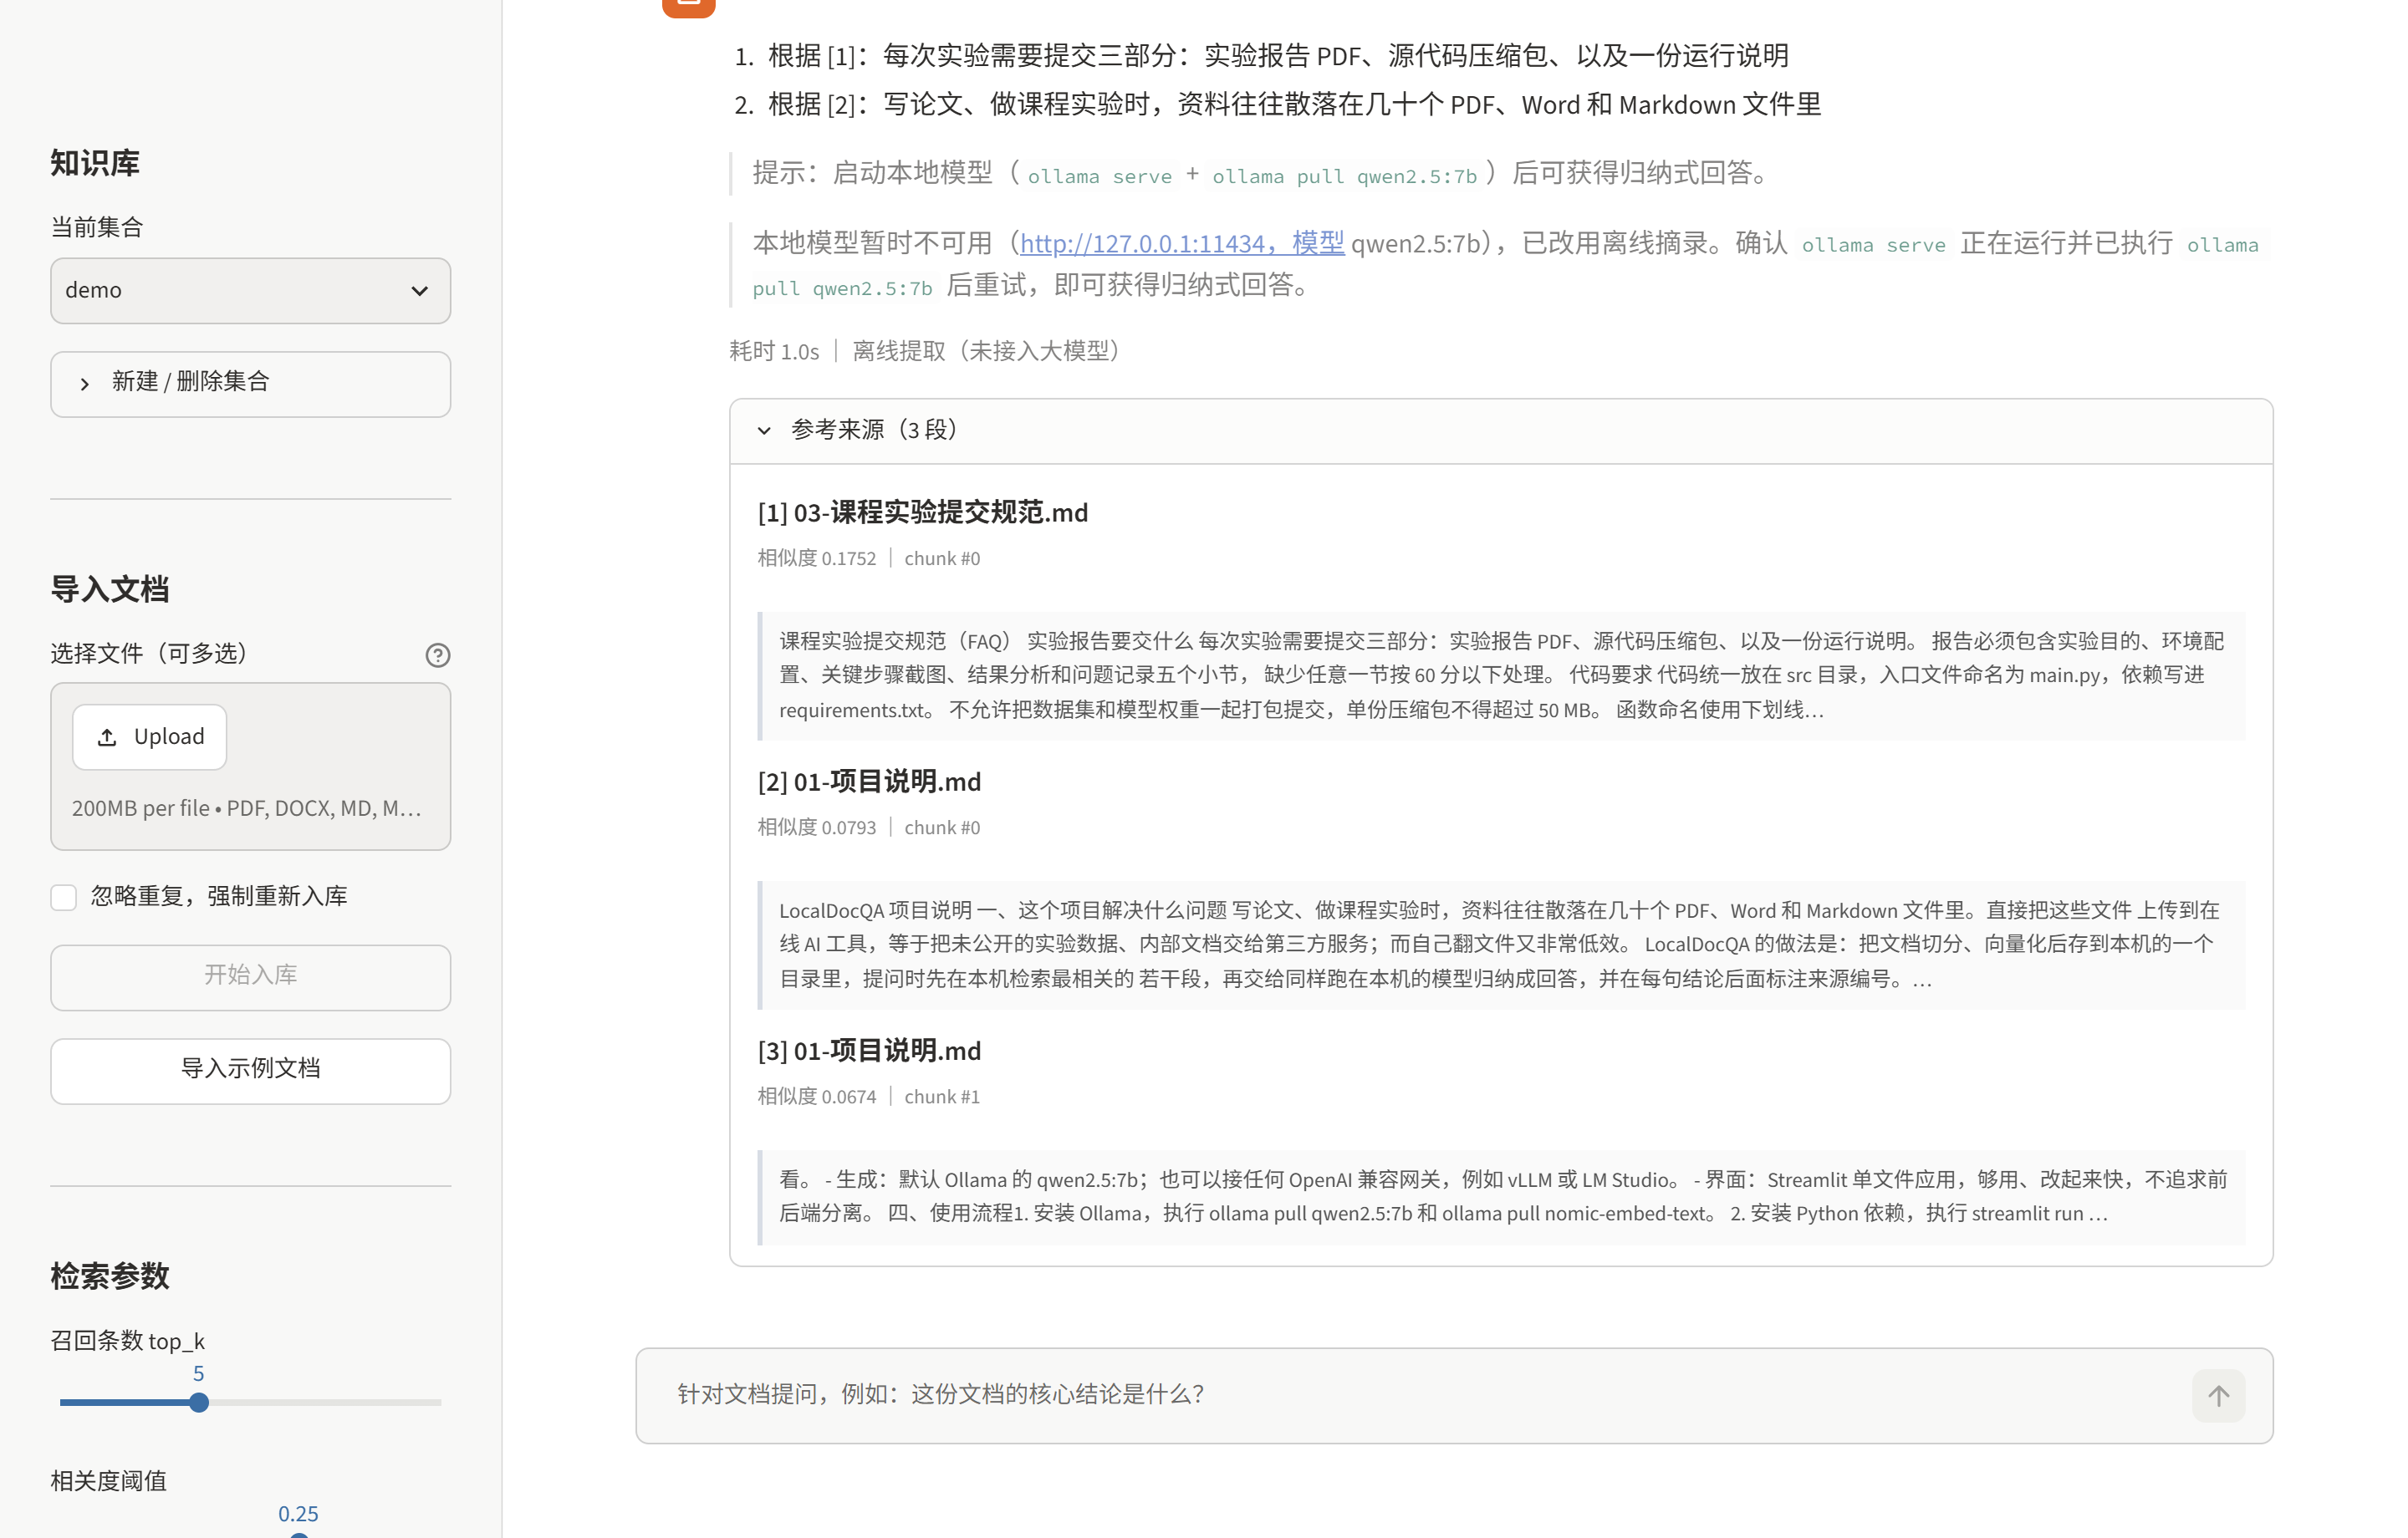 知识库
当前集合
demo
新建 / 删除集合
导入文档
选择文件（可多选）
Upload
200MB per file • PDF, DOCX, MD, M…
忽略重复，强制重新入库
开始入库
导入示例文档
检索参数
召回条数 top_k
5
相关度阈值
0.25
1. 根据 [1]：每次实验需要提交三部分：实验报告 PDF、源代码压缩包、以及一份运行说明
2. 根据 [2]：写论文、做课程实验时，资料往往散落在几十个 PDF、Word 和 Markdown 文件里
提示：启动本地模型（ ollama serve + ollama pull qwen2.5:7b ）后可获得归纳式回答。
本地模型暂时不可用（http://127.0.0.1:11434，模型 qwen2.5:7b），已改用离线摘录。确认 ollama serve 正在运行并已执行 ollama
pull qwen2.5:7b 后重试，即可获得归纳式回答。
耗时 1.0s ｜ 离线提取（未接入大模型）
参考来源（3 段）
[1] 03-课程实验提交规范.md
相似度 0.1752 ｜ chunk #0
课程实验提交规范（FAQ） 实验报告要交什么 每次实验需要提交三部分：实验报告 PDF、源代码压缩包、以及一份运行说明。 报告必须包含实验目的、环境配
置、关键步骤截图、结果分析和问题记录五个小节， 缺少任意一节按 60 分以下处理。 代码要求 代码统一放在 src 目录，入口文件命名为 main.py，依赖写进
requirements.txt。 不允许把数据集和模型权重一起打包提交，单份压缩包不得超过 50 MB。 函数命名使用下划线…
[2] 01-项目说明.md
相似度 0.0793 ｜ chunk #0
LocalDocQA 项目说明 一、这个项目解决什么问题 写论文、做课程实验时，资料往往散落在几十个 PDF、Word 和 Markdown 文件里。直接把这些文件 上传到在
线 AI 工具，等于把未公开的实验数据、内部文档交给第三方服务；而自己翻文件又非常低效。 LocalDocQA 的做法是：把文档切分、向量化后存到本机的一个
目录里，提问时先在本机检索最相关的 若干段，再交给同样跑在本机的模型归纳成回答，并在每句结论后面标注来源编号。…
[3] 01-项目说明.md
相似度 0.0674 ｜ chunk #1
看。 - 生成：默认 Ollama 的 qwen2.5:7b；也可以接任何 OpenAI 兼容网关，例如 vLLM 或 LM Studio。 - 界面：Streamlit 单文件应用，够用、改起来快，不追求前
后端分离。 四、使用流程1. 安装 Ollama，执行 ollama pull qwen2.5:7b 和 ollama pull nomic-embed-text。 2. 安装 Python 依赖，执行 streamlit run …
针对文档提问，例如：这份文档的核心结论是什么？